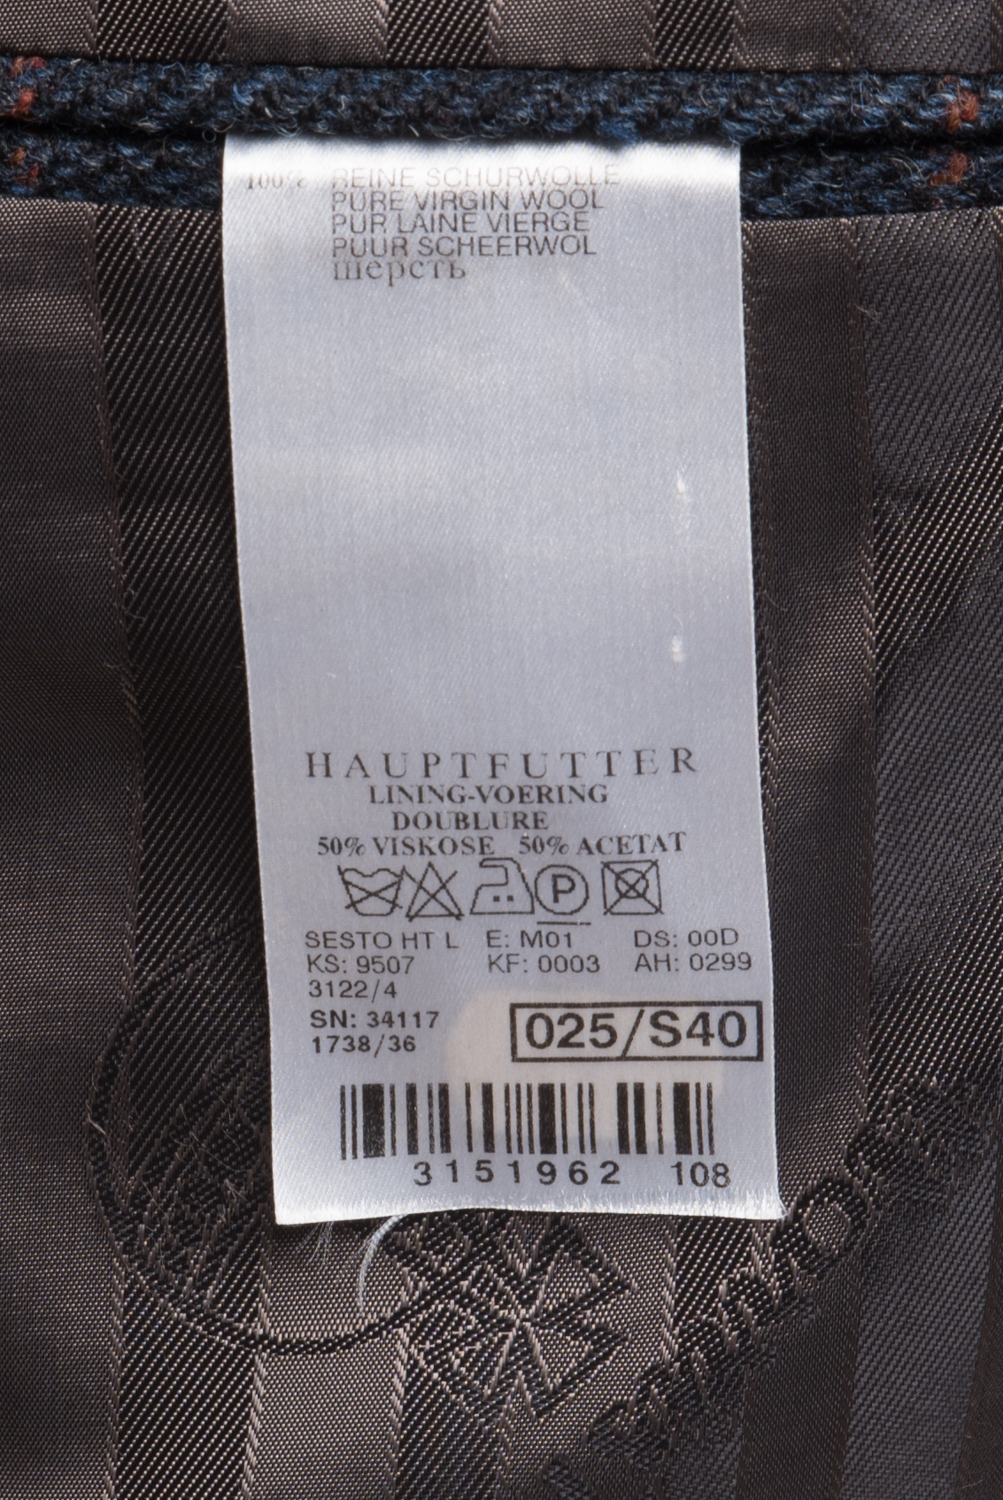 100% REINE SCHURWOLLE
PURE VIRGIN WOOL
PUR LAINE VIERGE
PUUR SCHEERWOL
шерсть
HAUPTFUTTER
LINING-VOERING
DOUBLURE
50% VISKOSE 50% ACETAT
P
SESTO HT L E: M01 DS: 00D
KS: 9507 KF: 0003 AH: 0299
3122/4
SN: 34117
1738/36
025/S40
3151962 108